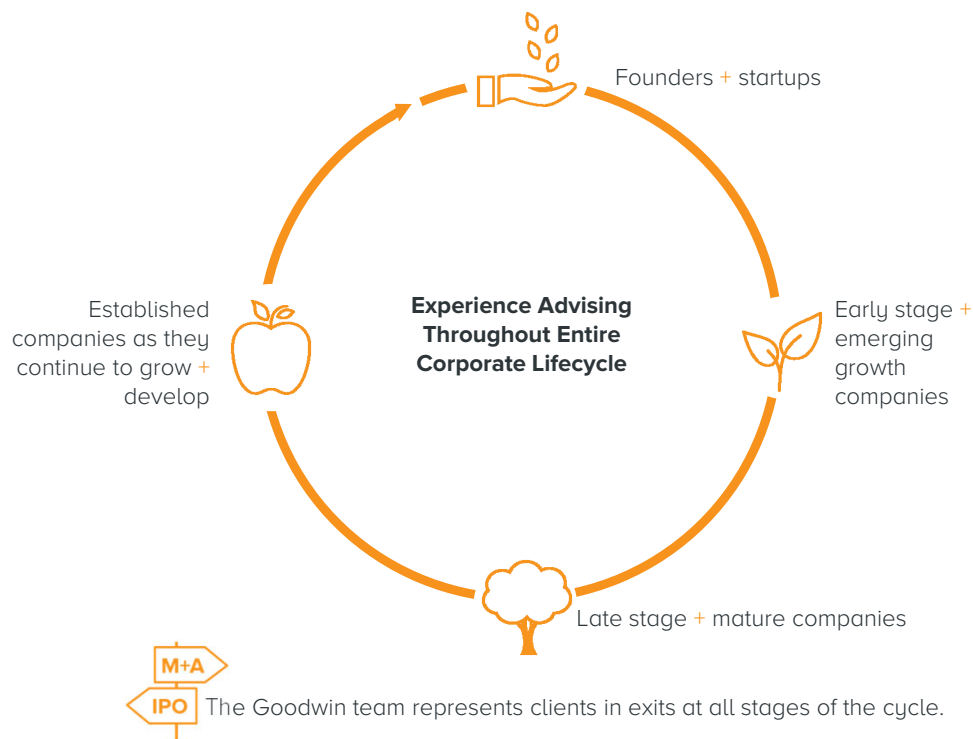 Founders + startups
Experience Advising
Throughout Entire
Corporate Lifecycle
Early stage +
emerging
growth
companies
Late stage + mature companies
Established
companies as they
continue to grow +
develop
M+A
IPO
The Goodwin team represents clients in exits at all stages of the cycle.